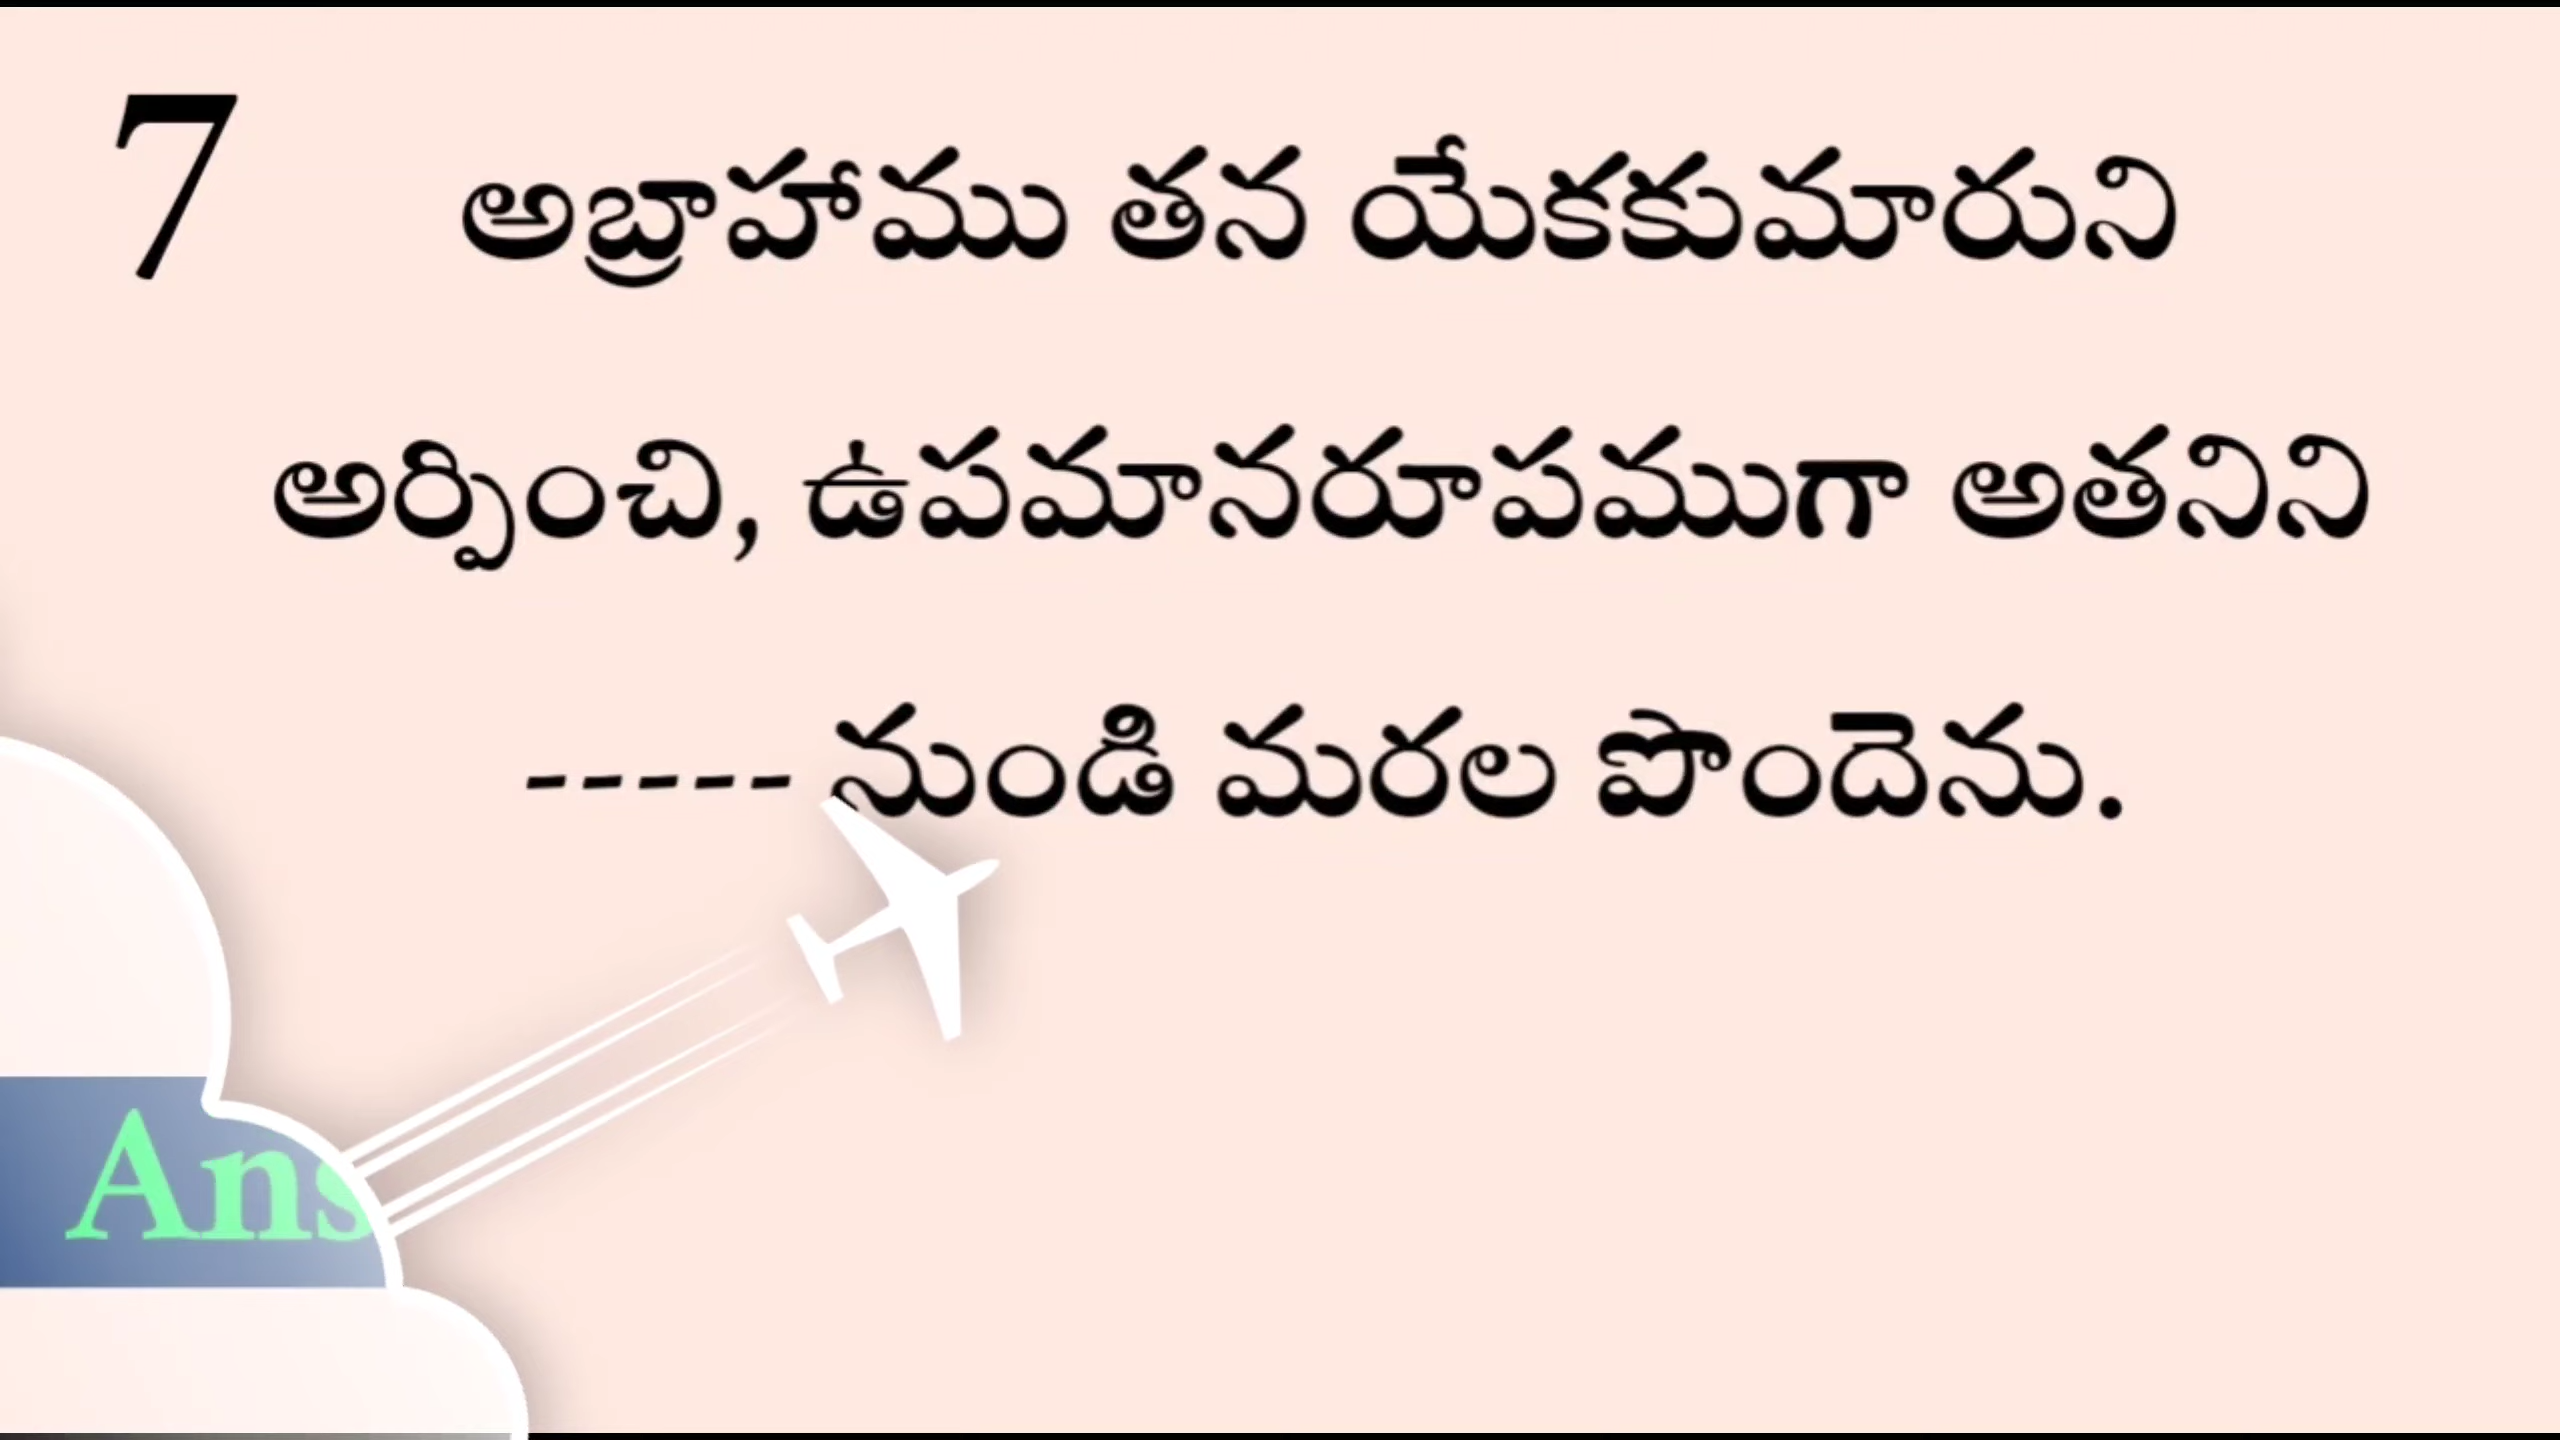 7 అబ్రాహాము తన యేకకుమారుని
అర్పించి, ఉపమానరూపముగా అతనిని
----- నుండి మరల పొందెను.
Ans